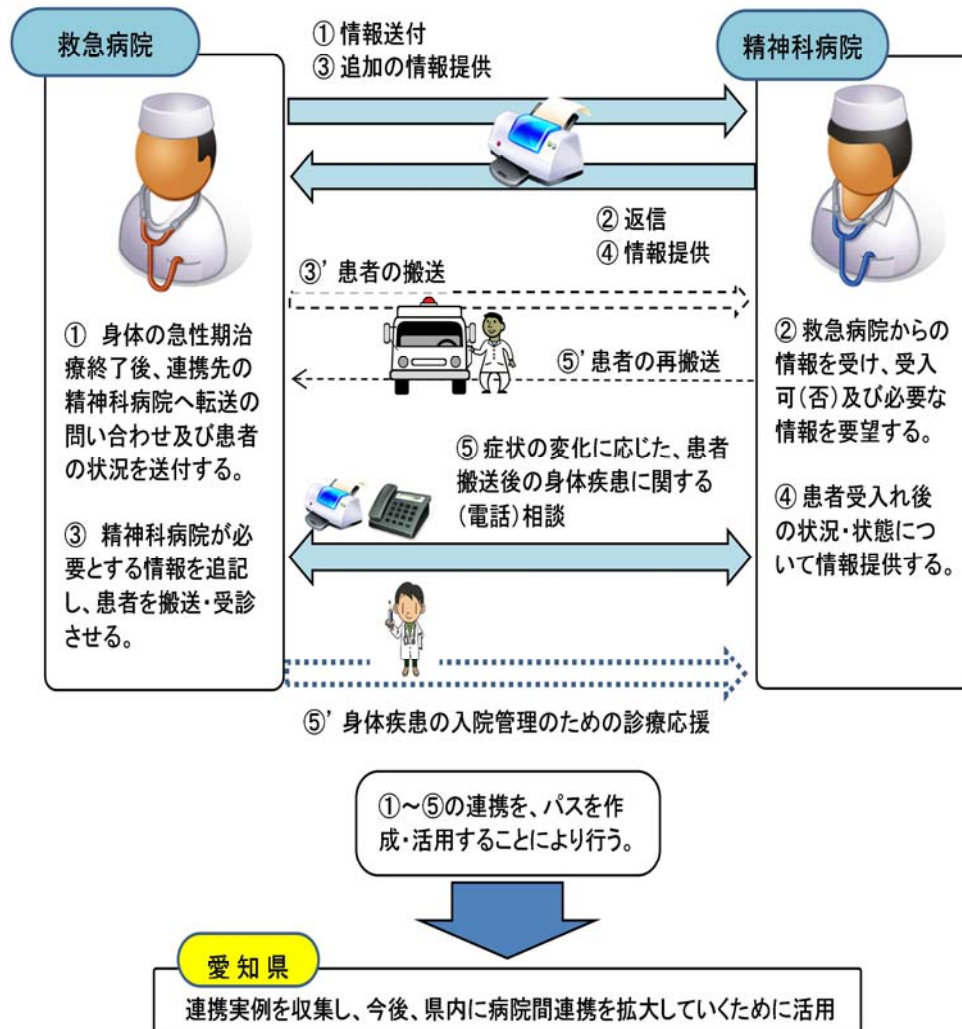 救急病院
① 情報送付
③ 追加の情報提供
精神科病院
② 返信
④ 情報提供
③’ 患者の搬送
⑤’ 患者の再搬送
① 身体の急性期治
療終了後、連携先の
精神科病院へ転送の
問い合わせ及び患者
の状況を送付する。
③ 精神科病院が必
要とする情報を追記
し、患者を搬送・受診
させる。
⑤ 症状の変化に応じた、患者
搬送後の身体疾患に関する
(電話)相談
② 救急病院からの
情報を受け、受入
可(否)及び必要な
情報を要望する。
④ 患者受入れ後
の状況・状態につ
いて情報提供する。
⑤’ 身体疾患の入院管理のための診療応援
①~⑤の連携を、パスを作
成・活用することにより行う。
愛知県
連携実例を収集し、今後、県内に病院間連携を拡大していくために活用